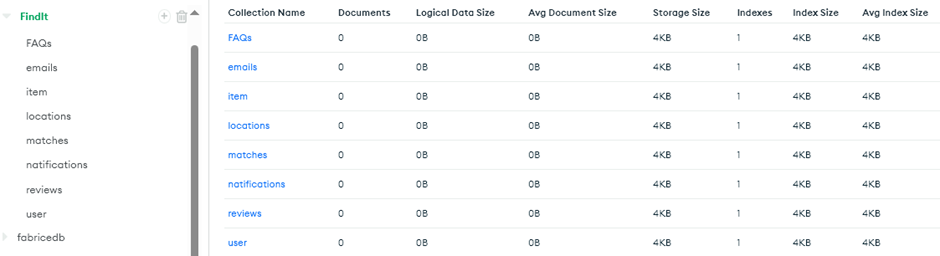 FindIt
FAQs
emails
item
locations
matches
notifications
reviews
user
fabricedb
Collection Name Documents Logical Data Size Avg Document Size Storage Size Indexes Index Size Avg Index Size
FAQs 0 0B 0B 4KB 1 4KB 4KB
emails 0 0B 0B 4KB 1 4KB 4KB
item 0 0B 0B 4KB 1 4KB 4KB
locations 0 0B 0B 4KB 1 4KB 4KB
matches 0 0B 0B 4KB 1 4KB 4KB
notifications 0 0B 0B 4KB 1 4KB 4KB
reviews 0 0B 0B 4KB 1 4KB 4KB
user 0 0B 0B 4KB 1 4KB 4KB